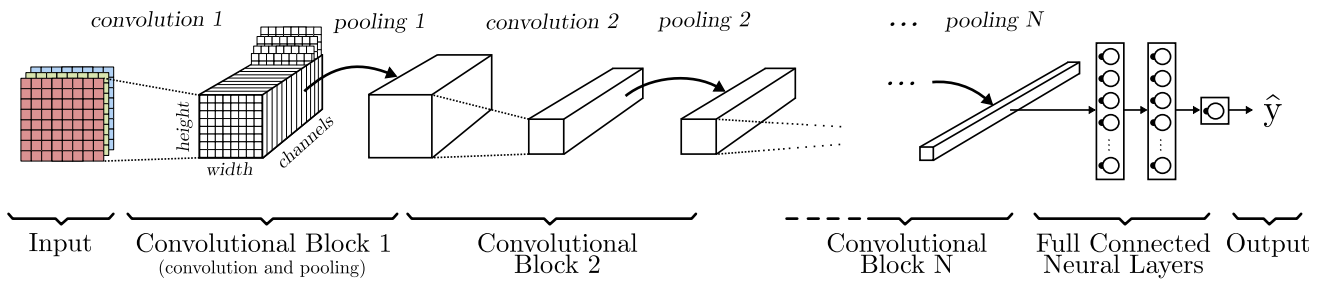 convolution 1
pooling 1
convolution 2
pooling 2
...
pooling N
height
width
channels
...
ŷ
Input
Convolutional Block 1
(convolution and pooling)
Convolutional
Block 2
Convolutional
Block N
Full Connected
Neural Layers
Output